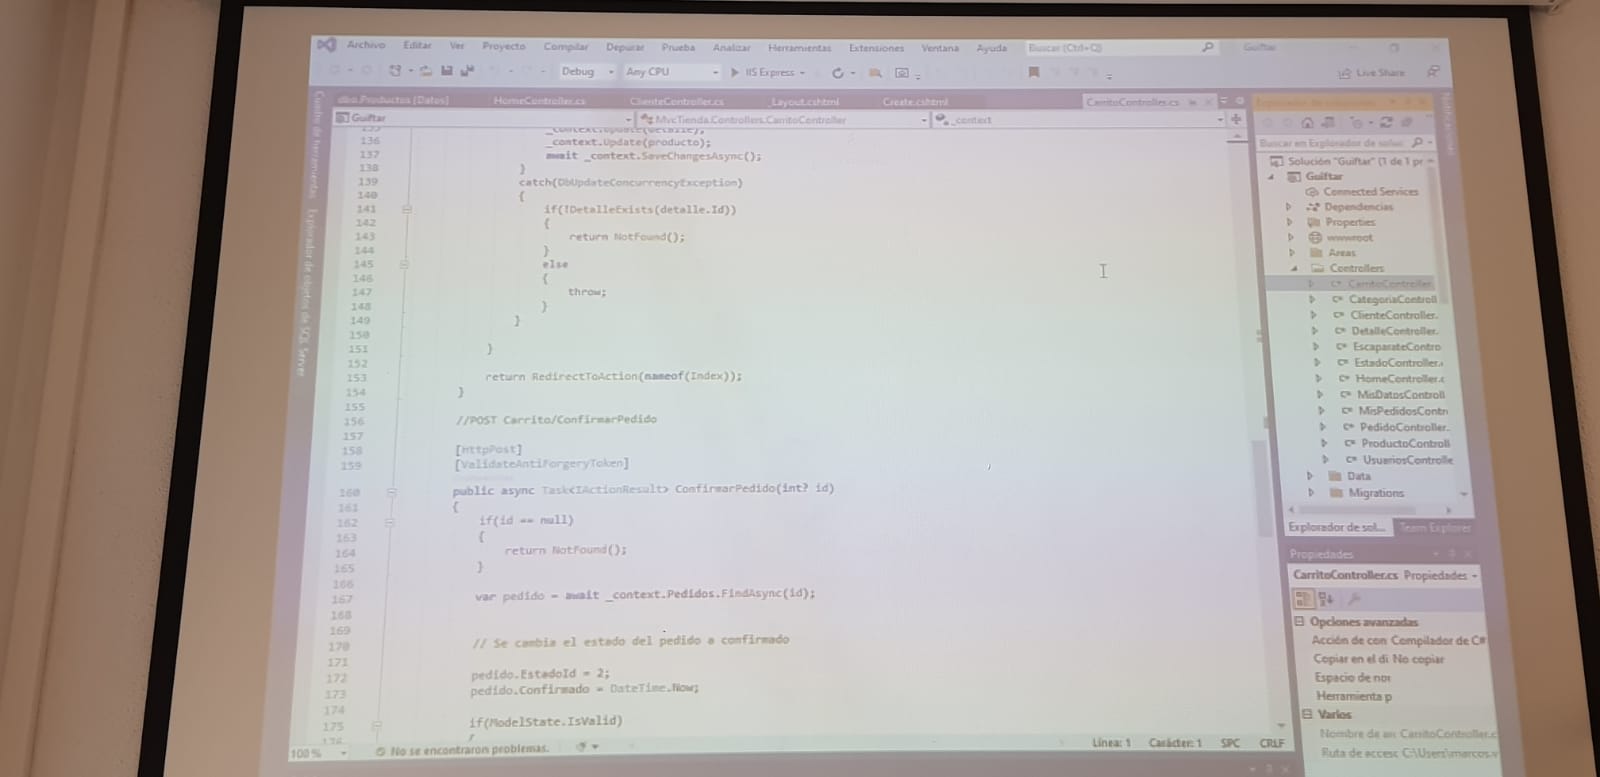 Archivo Editar Ver Proyecto Compilar Depurar Prueba Analizar Herramientas Extensiones Ventana Ayuda Buscar (Ctrl+Q) Guiftar
Debug Any CPU IIS Express Live Share
dbo.Productos [Datos] HomeController.cs ClienteController.cs _Layout.cshtml Create.cshtml CarritoController.cs
Guiftar MvcTienda.Controllers.CarritoController _context
Cuadro de herramientas
Explorador de objetos de SQL Server
135 _context.Update(detalle);
136 _context.Update(producto);
137 await _context.SaveChangesAsync();
138 }
139 catch(DbUpdateConcurrencyException)
140 {
141 if(!DetalleExists(detalle.Id))
142 {
143 return NotFound();
144 }
145 else
146 {
147 throw;
148 }
149 }
150
151 }
152
153 return RedirectToAction(nameof(Index));
154 }
155
156 //POST Carrito/ConfirmarPedido
157
158 [HttpPost]
159 [ValidateAntiForgeryToken]
160 public async Task<IActionResult> ConfirmarPedido(int? id)
161 {
162 if(id == null)
163 {
164 return NotFound();
165 }
166
167 var pedido = await _context.Pedidos.FindAsync(id);
168
169
170 // Se cambia el estado del pedido a confirmado
171
172 pedido.EstadoId = 2;
173 pedido.Confirmado = DateTime.Now;
174
175 if(ModelState.IsValid)
176 {
100 % No se encontraron problemas. Línea: 1 Carácter: 1 SPC CRLF
Buscar en Explorador de soluc
Solución "Guiftar" (1 de 1 pr
Guiftar
Connected Services
Dependencias
Properties
wwwroot
Areas
Controllers
C# CarritoController
C# CategoriaControll
C# ClienteController.
C# DetalleController.
C# EscaparateContro
C# EstadoController.
C# HomeController.c
C# MisDatosControll
C# MisPedidosContr
C# PedidoController.
C# ProductoControll
C# UsuariosControlle
Data
Migrations
Explorador de sol... Team Explorer
Propiedades
CarritoController.cs Propiedades
Opciones avanzadas
Acción de con Compilador de C#
Copiar en el di No copiar
Espacio de nor
Herramienta p
Varios
Nombre de arc CarritoController.c
Ruta de acceso C:\Users\marcos.v